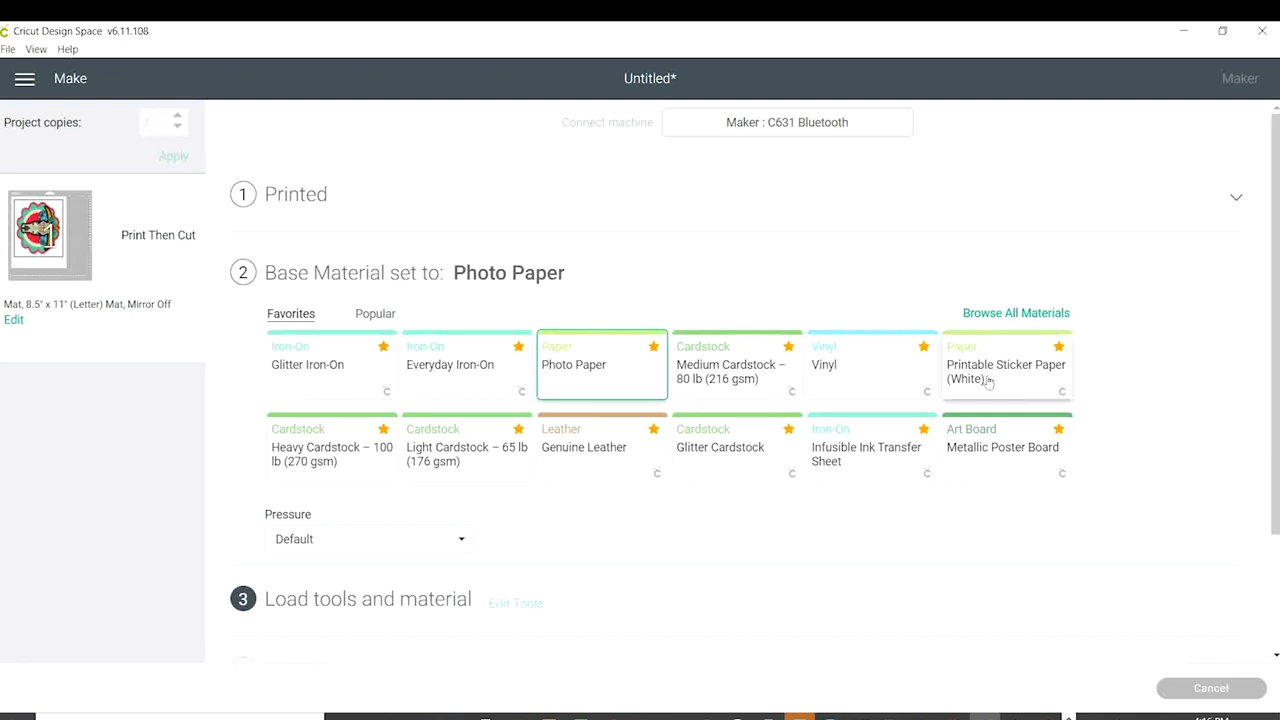 Cricut Design Space v6.11.108
File View Help
Make
Untitled*
Maker
Project copies:
1
Apply
Connect machine
Maker : C631 Bluetooth
1 Printed
Print Then Cut
Mat, 8.5" x 11" (Letter) Mat, Mirror Off
Edit
2 Base Material set to: Photo Paper
Favorites Popular
Browse All Materials
Iron-On
Glitter Iron-On
Iron-On
Everyday Iron-On
Paper
Photo Paper
Cardstock
Medium Cardstock –
80 lb (216 gsm)
Vinyl
Vinyl
Paper
Printable Sticker Paper
(White)
Cardstock
Heavy Cardstock – 100
lb (270 gsm)
Cardstock
Light Cardstock – 65 lb
(176 gsm)
Leather
Genuine Leather
Cardstock
Glitter Cardstock
Iron-On
Infusible Ink Transfer
Sheet
Art Board
Metallic Poster Board
Pressure
Default
3 Load tools and material
Edit Tools
Cancel